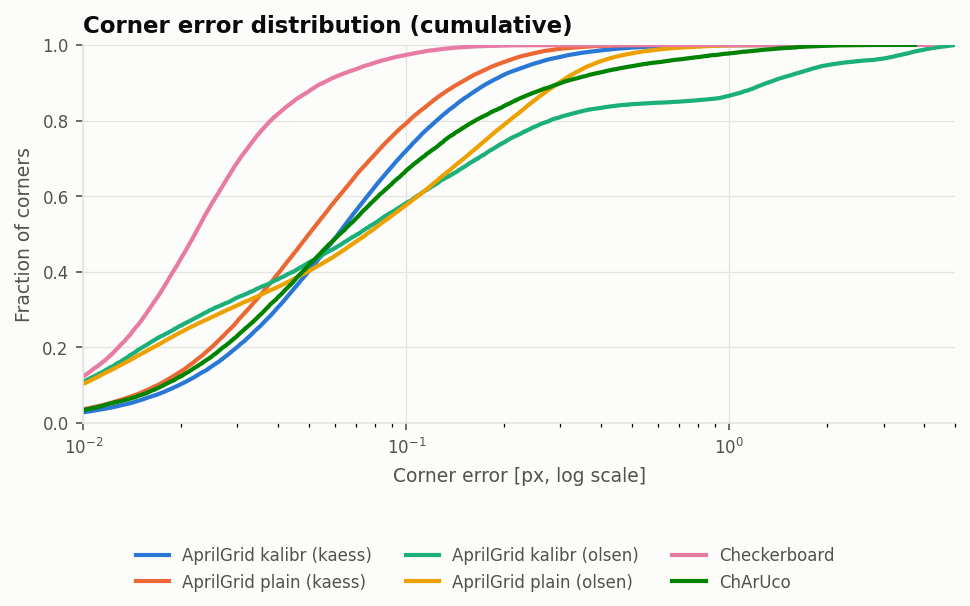 Corner error distribution (cumulative)
1.0
0.8
0.6
0.4
0.2
0.0
Fraction of corners
10⁻² 10⁻¹ 10⁰
Corner error [px, log scale]
AprilGrid kalibr (kaess) AprilGrid kalibr (olsen) Checkerboard
AprilGrid plain (kaess) AprilGrid plain (olsen) ChArUco